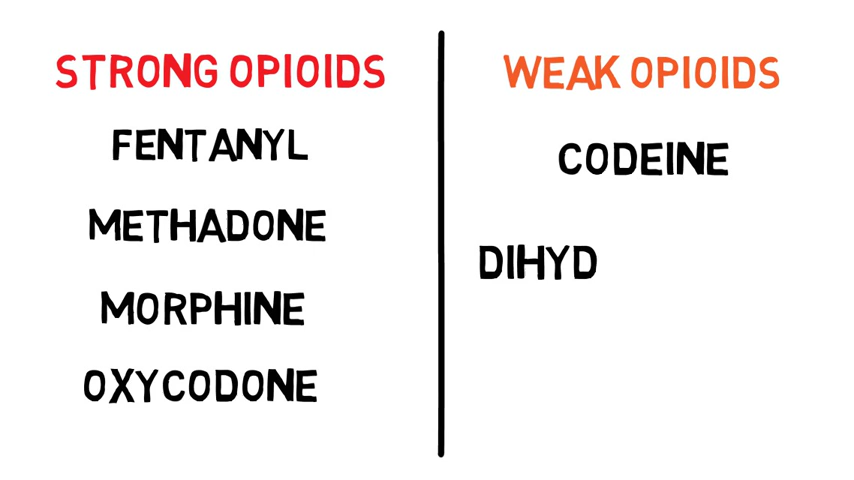 STRONG OPIOIDS
FENTANYL
METHADONE
MORPHINE
OXYCODONE
WEAK OPIOIDS
CODEINE
DIHYD